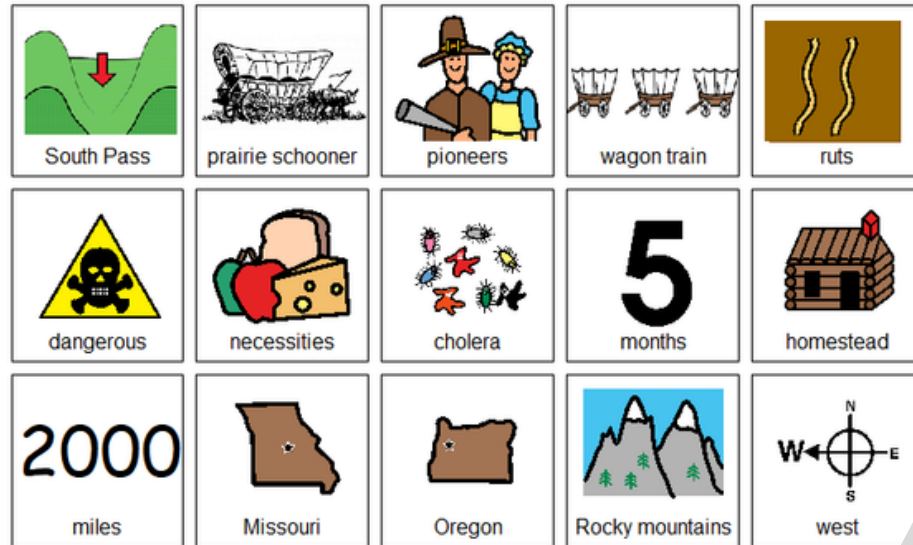 South Pass
prairie schooner
pioneers
wagon train
ruts
dangerous
necessities
cholera
5
months
homestead
2000
miles
Missouri
Oregon
Rocky mountains
N
W
E
S
west